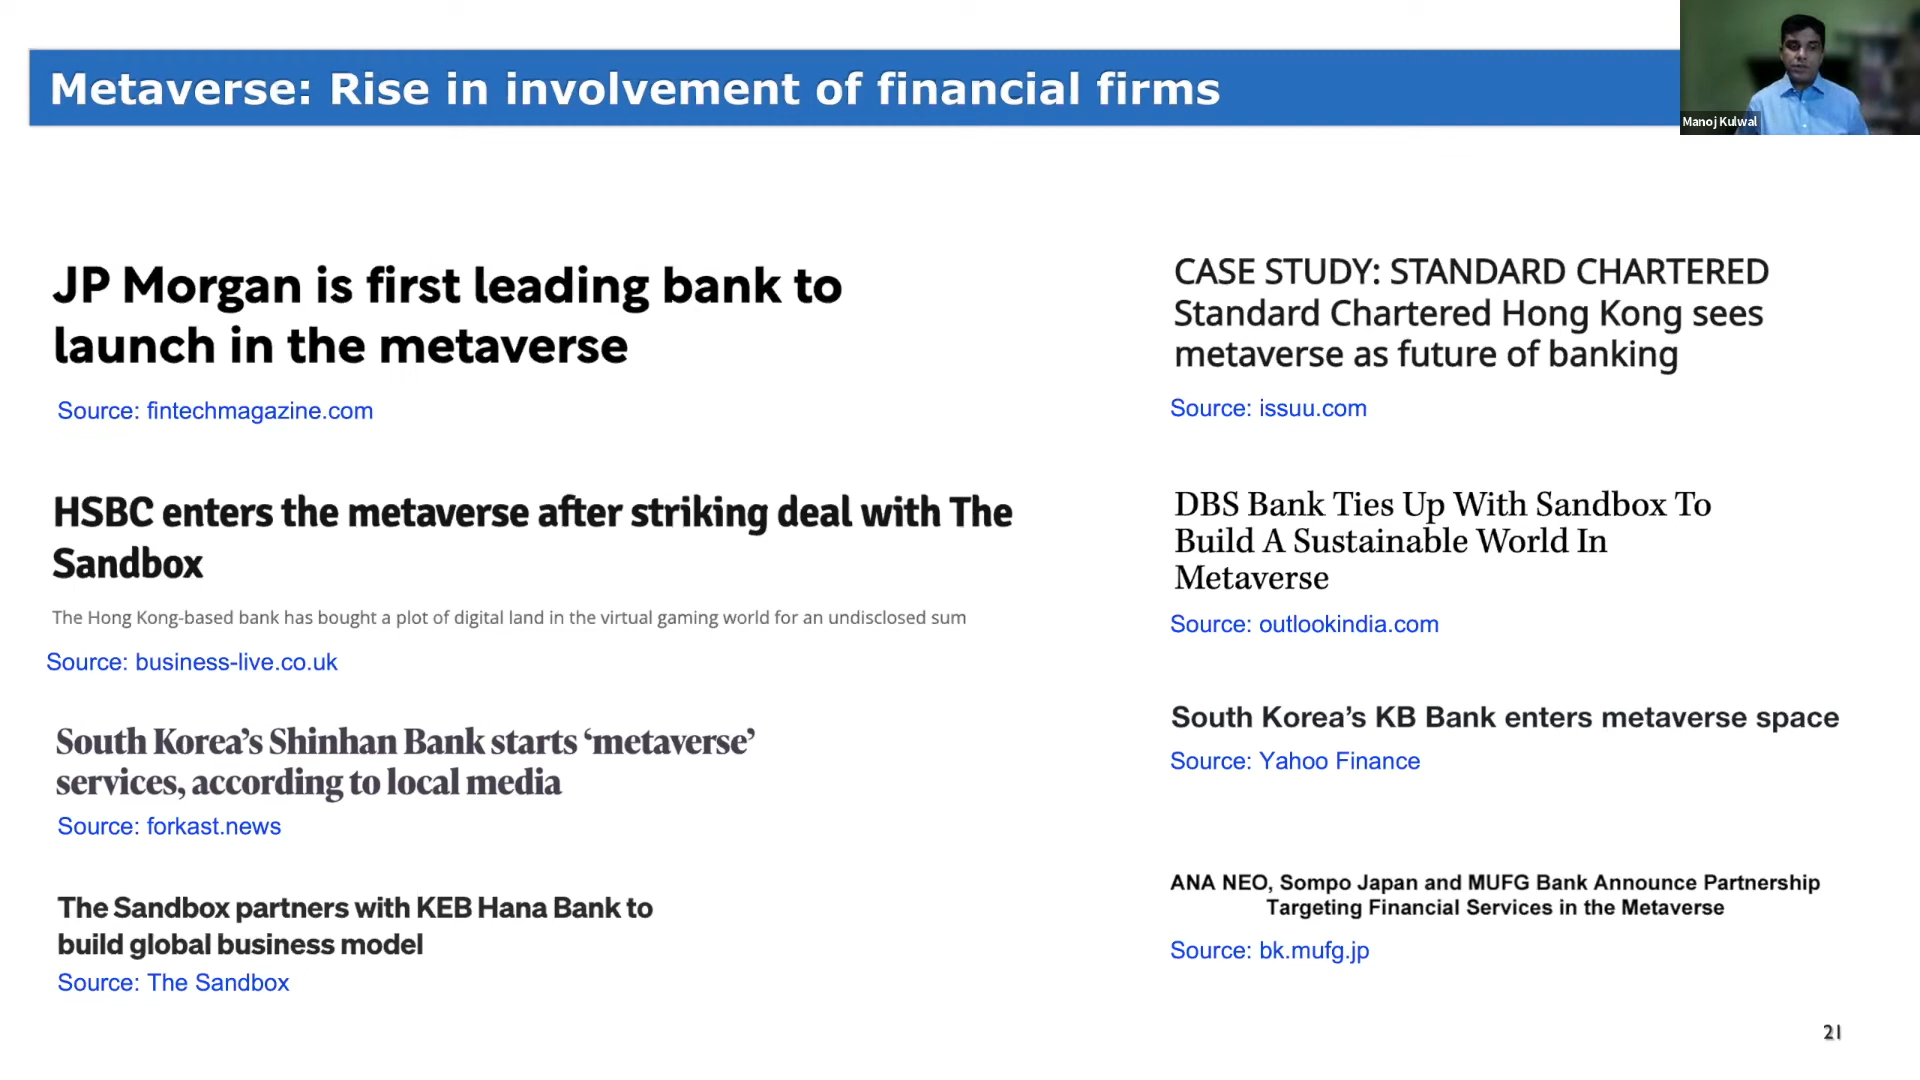 Metaverse: Rise in involvement of financial firms
Manoj Kulwal
JP Morgan is first leading bank to
launch in the metaverse
Source: fintechmagazine.com
HSBC enters the metaverse after striking deal with The
Sandbox
The Hong Kong-based bank has bought a plot of digital land in the virtual gaming world for an undisclosed sum
Source: business-live.co.uk
South Korea’s Shinhan Bank starts ‘metaverse’
services, according to local media
Source: forkast.news
The Sandbox partners with KEB Hana Bank to
build global business model
Source: The Sandbox
CASE STUDY: STANDARD CHARTERED
Standard Chartered Hong Kong sees
metaverse as future of banking
Source: issuu.com
DBS Bank Ties Up With Sandbox To
Build A Sustainable World In
Metaverse
Source: outlookindia.com
South Korea’s KB Bank enters metaverse space
Source: Yahoo Finance
ANA NEO, Sompo Japan and MUFG Bank Announce Partnership
Targeting Financial Services in the Metaverse
Source: bk.mufg.jp
21